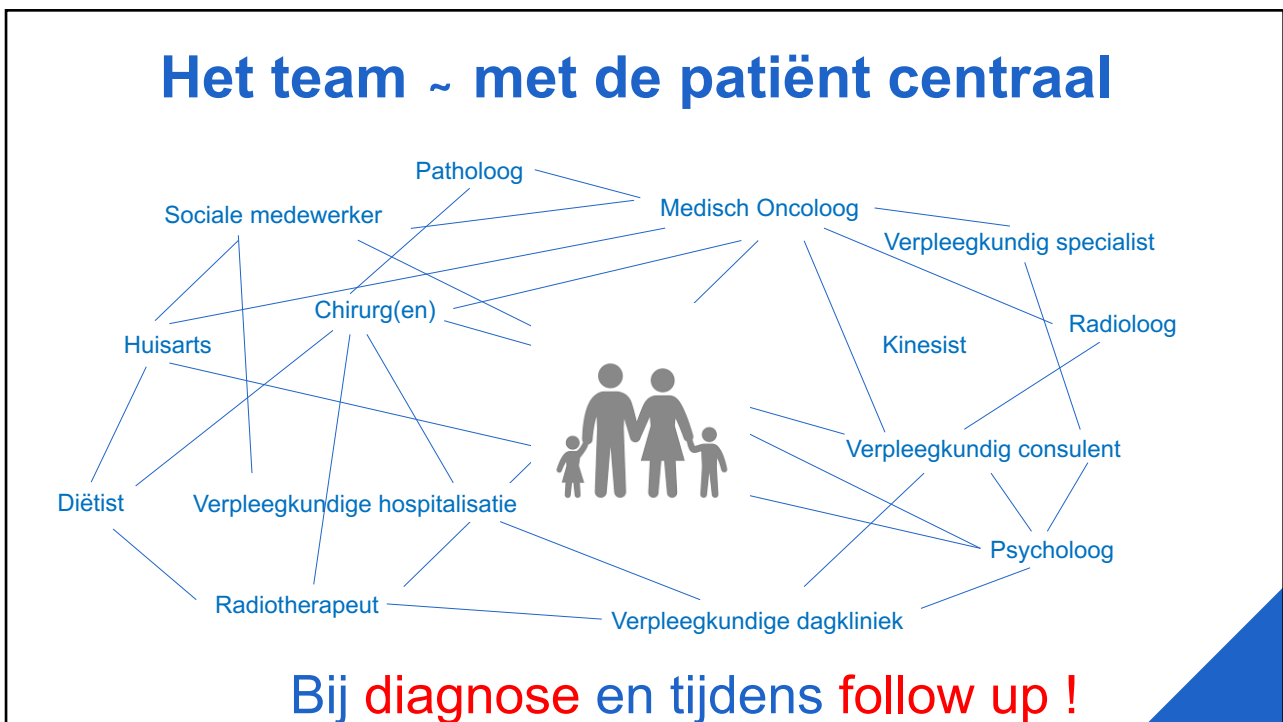 Het team ~ met de patiënt centraal
Patholoog
Sociale medewerker
Medisch Oncoloog
Verpleegkundig specialist
Chirurg(en)
Huisarts
Kinesist
Radioloog
Verpleegkundig consulent
Diëtist
Verpleegkundige hospitalisatie
Psycholoog
Radiotherapeut
Verpleegkundige dagkliniek
Bij diagnose en tijdens follow up !